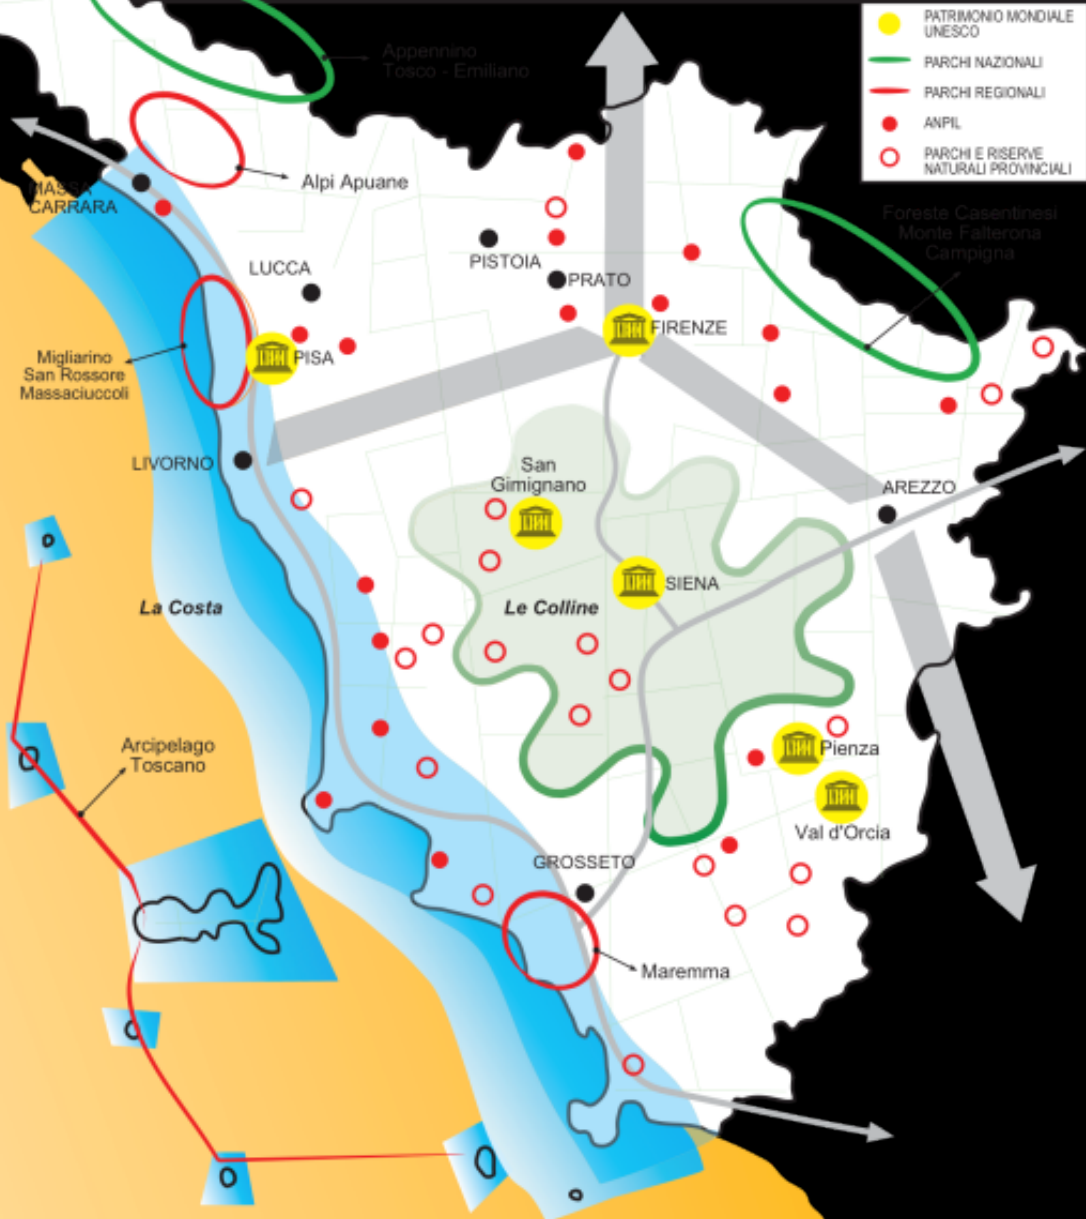 PATRIMONIO MONDIALE
UNESCO
PARCHI NAZIONALI
PARCHI REGIONALI
ANPIL
PARCHI E RISERVE
NATURALI PROVINCIALI
Appennino
Tosco - Emiliano
Alpi Apuane
MASSA
CARRARA
Foreste Casentinesi
Monte Falterona
Campigna
LUCCA
PISTOIA
PRATO
FIRENZE
Migliarino
San Rossore
Massaciuccoli
PISA
LIVORNO
San
Gimignano
AREZZO
SIENA
La Costa
Le Colline
Arcipelago
Toscano
Pienza
Val d'Orcia
GROSSETO
Maremma